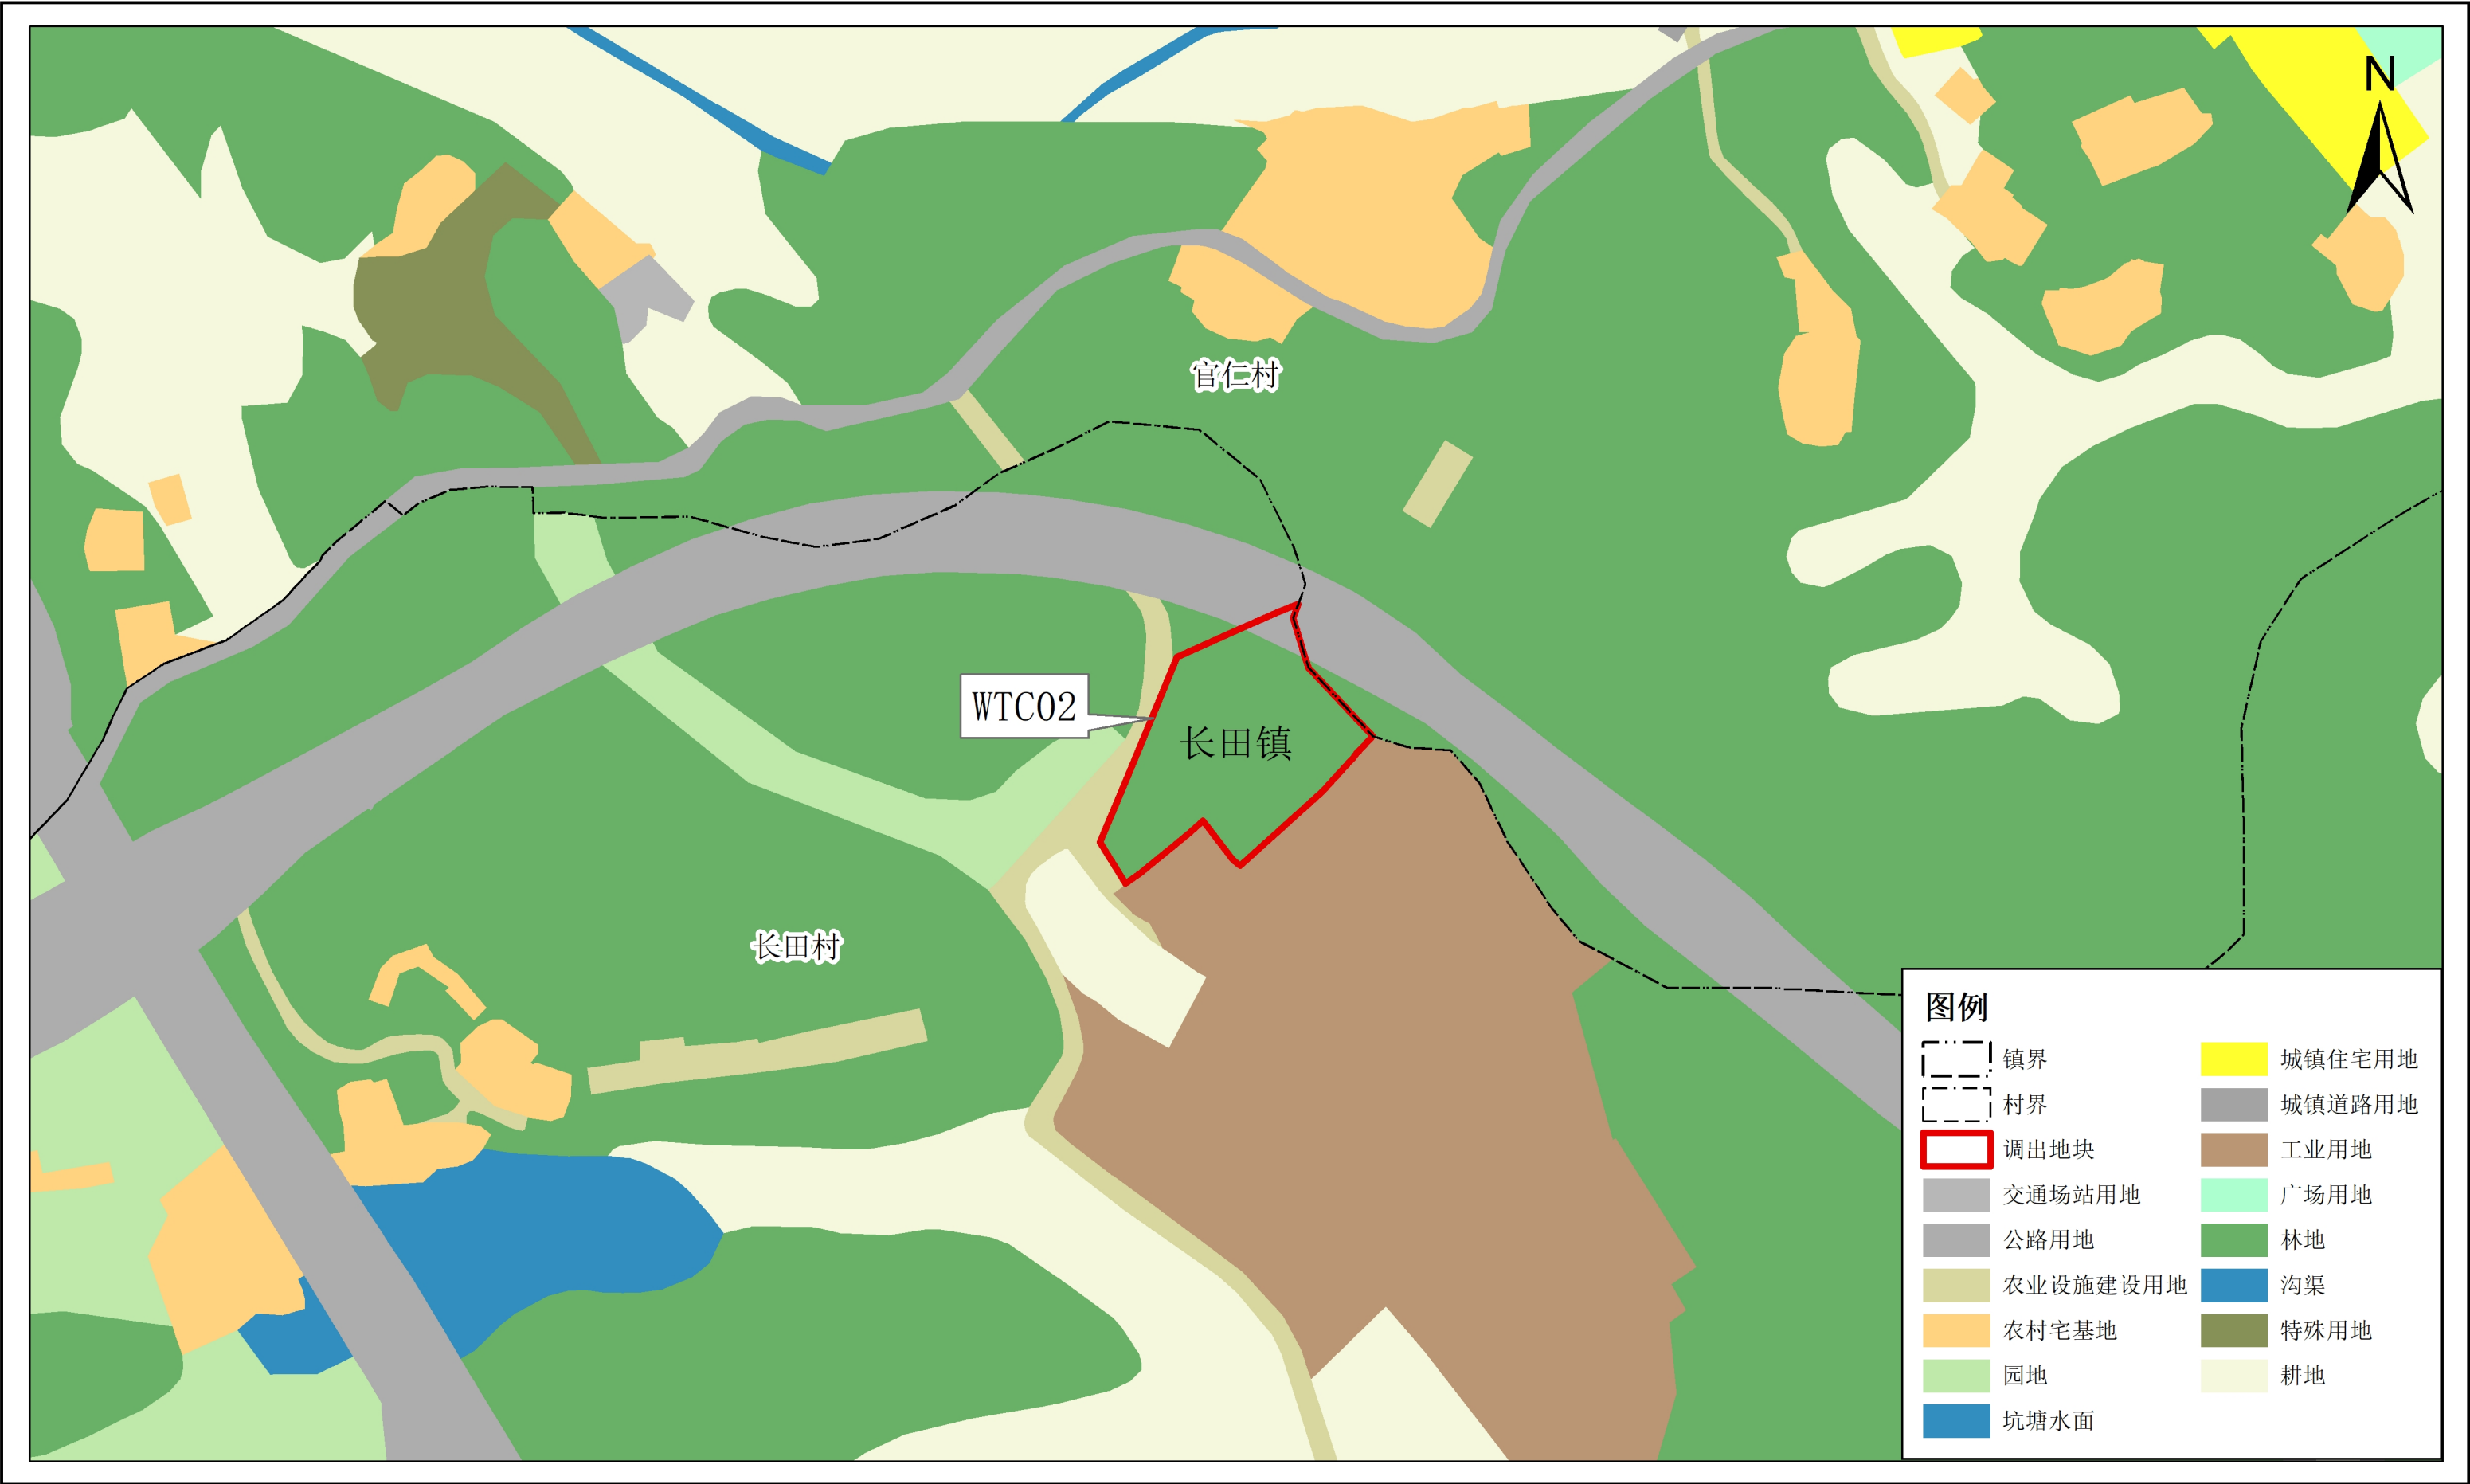 N
官仁村
WTC02
长田镇
长田村
图例
镇界
村界
调出地块
交通场站用地
公路用地
农业设施建设用地
农村宅基地
园地
坑塘水面
城镇住宅用地
城镇道路用地
工业用地
广场用地
林地
沟渠
特殊用地
耕地